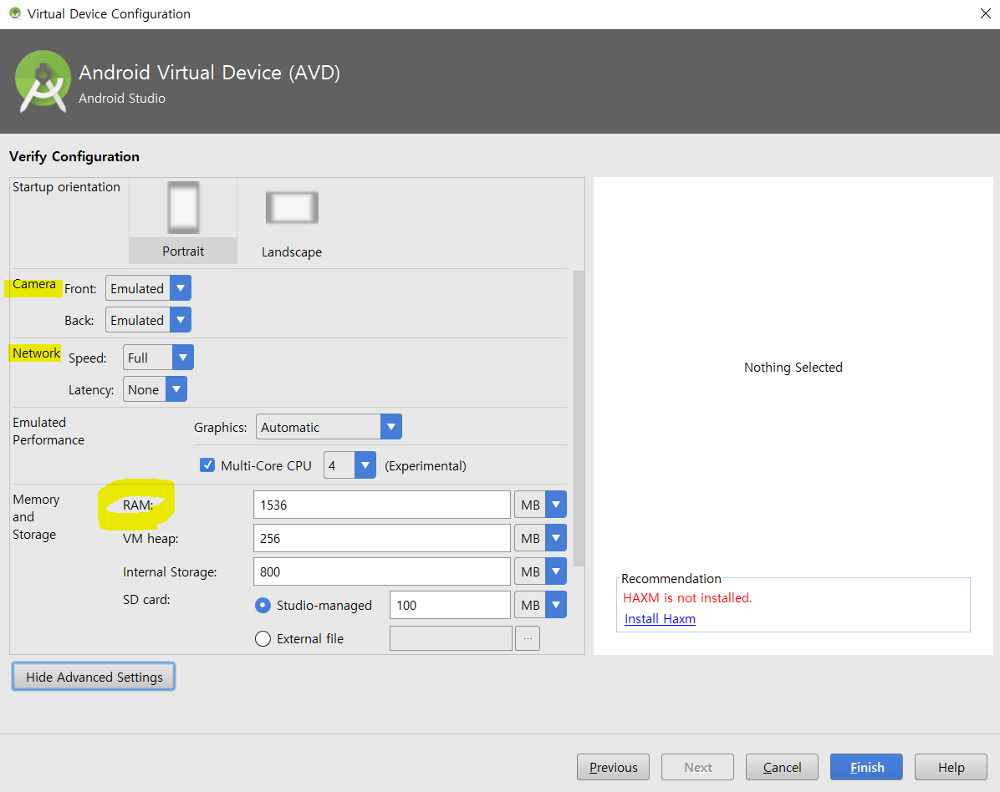 Virtual Device Configuration
Android Virtual Device (AVD)
Android Studio
Verify Configuration
Startup orientation
Portrait
Landscape
Camera Front: Emulated
Back: Emulated
Network Speed: Full
Latency: None
Emulated
Performance
Graphics: Automatic
Multi-Core CPU 4 (Experimental)
Memory
and
Storage
RAM: 1536 MB
VM heap: 256 MB
Internal Storage: 800 MB
SD card:
Studio-managed 100 MB
External file ...
Nothing Selected
Recommendation
HAXM is not installed.
Install Haxm
Hide Advanced Settings
Previous Next Cancel Finish Help